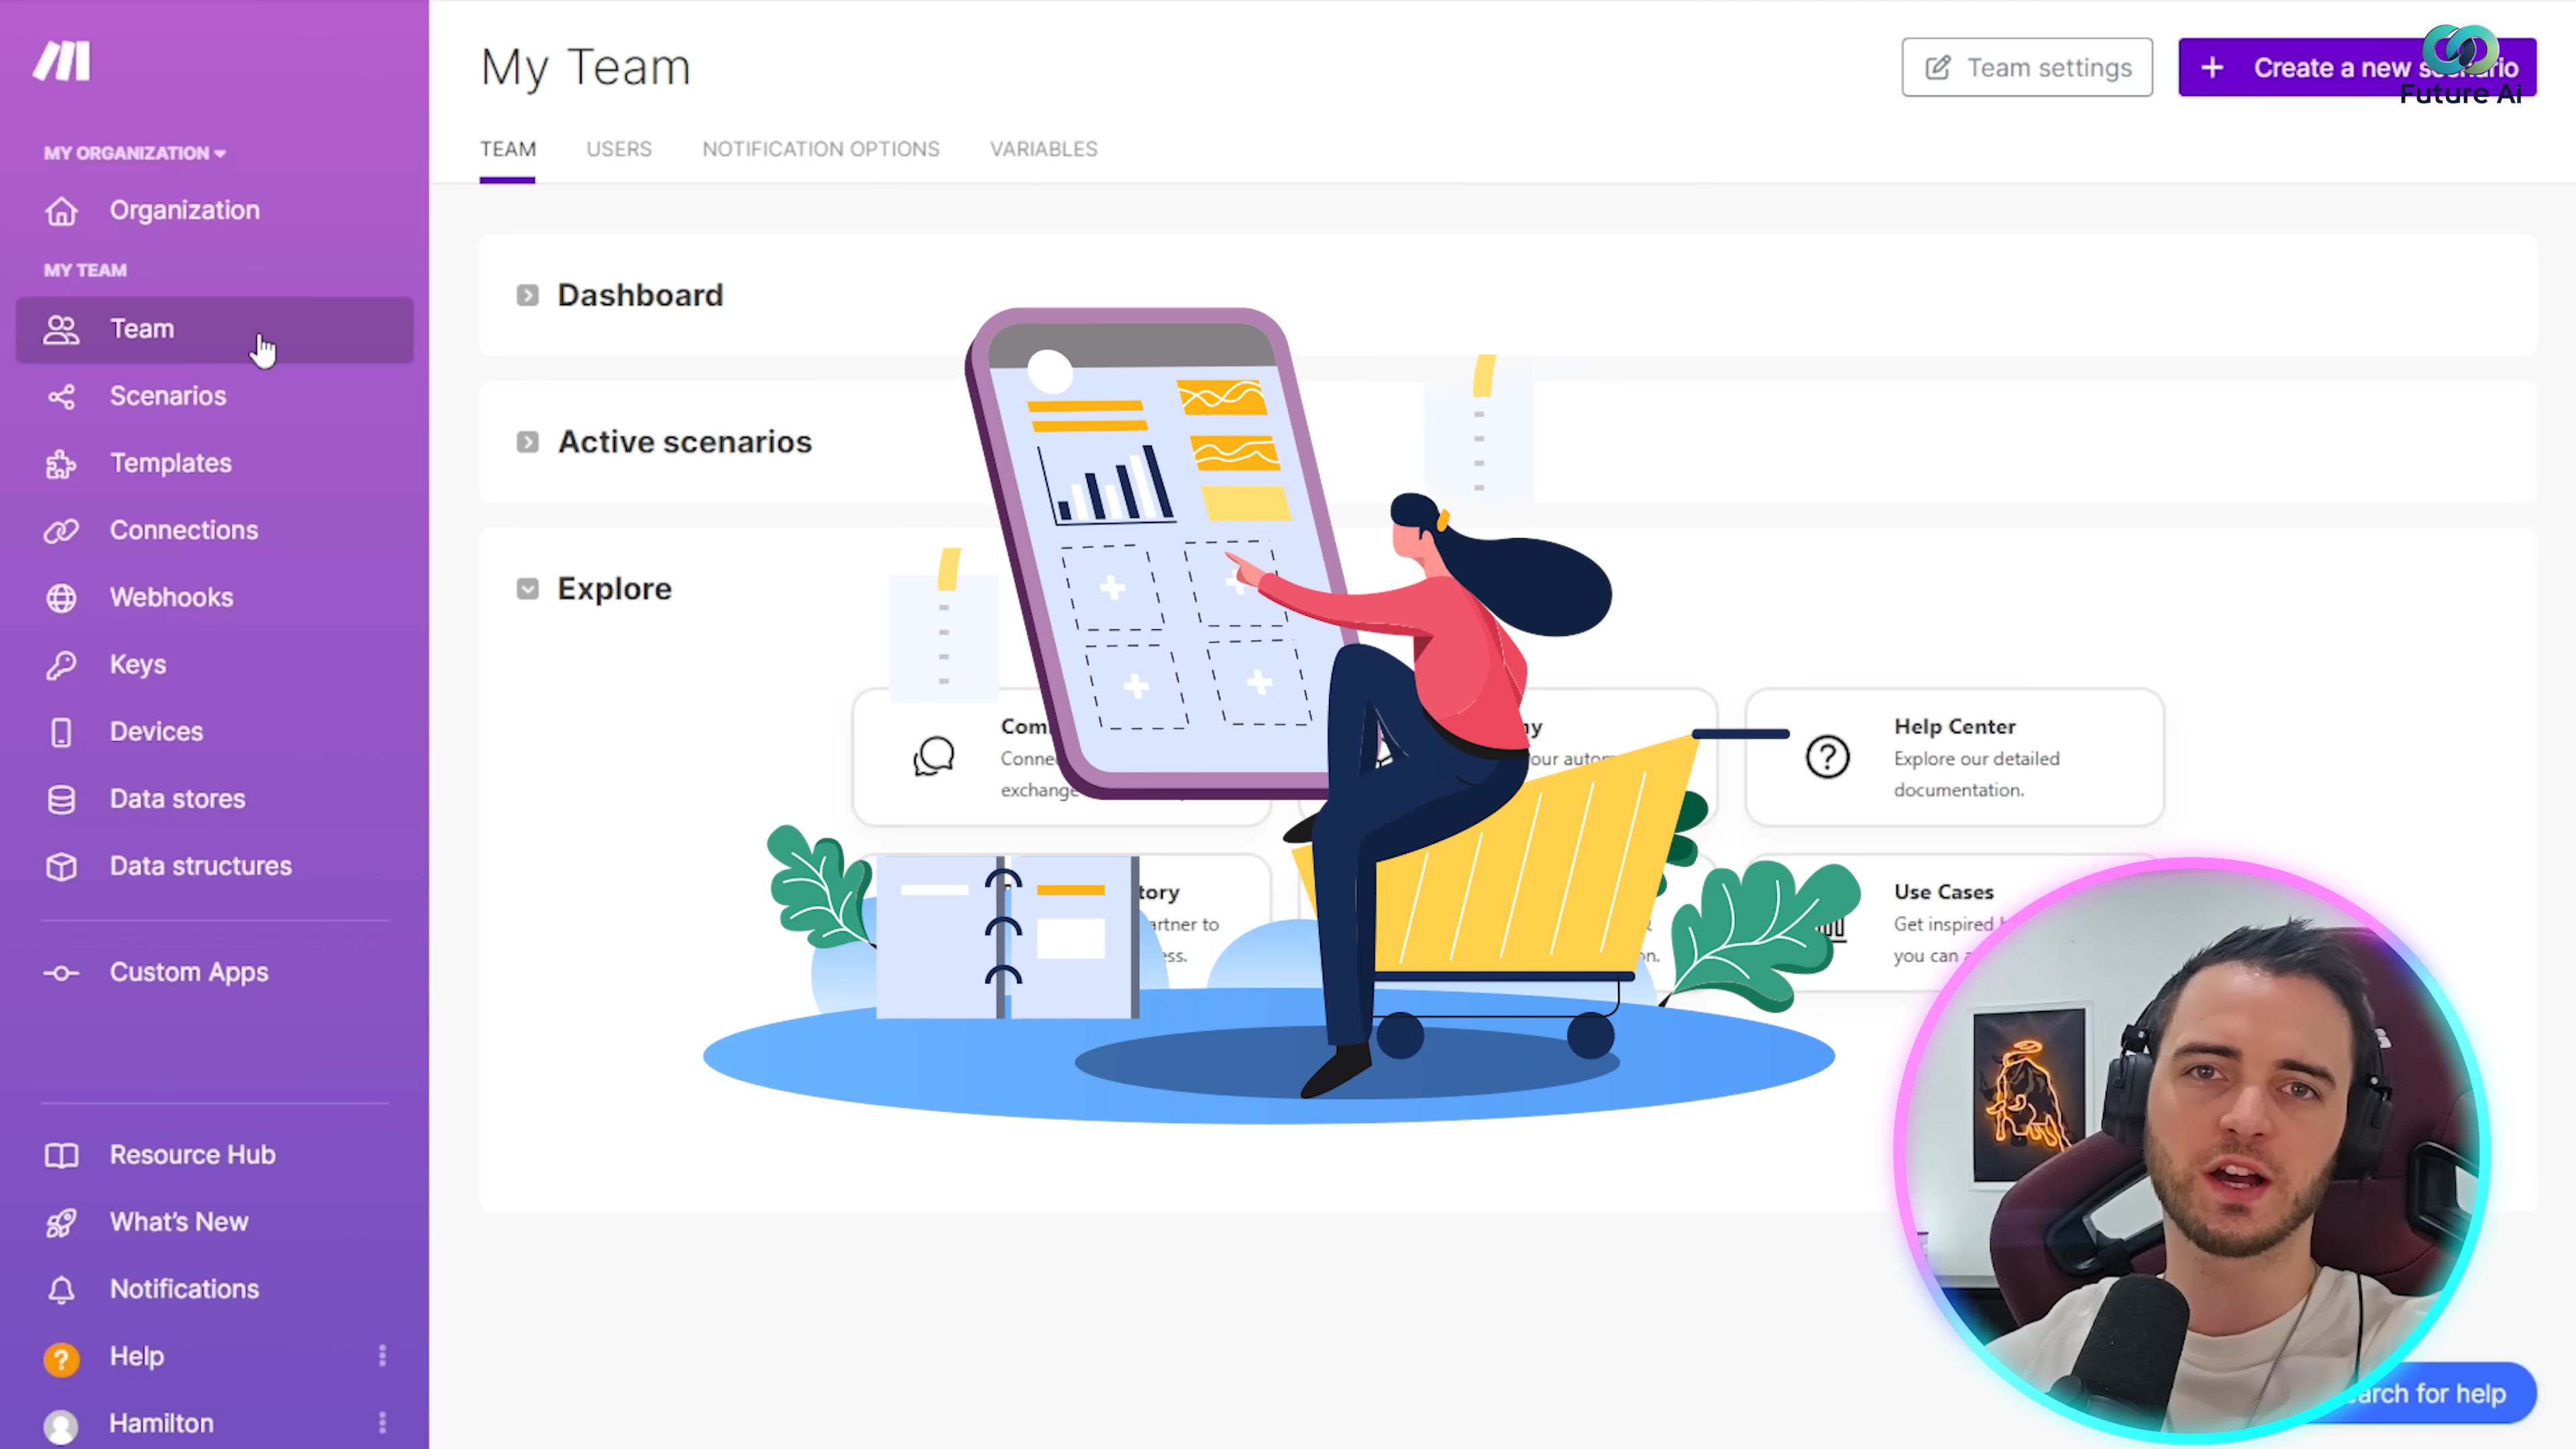 My Team
Team settings
Create a new
Future Ai
TEAM
USERS
NOTIFICATION OPTIONS
VARIABLES
MY ORGANIZATION
Organization
MY TEAM
Team
Scenarios
Templates
Connections
Webhooks
Keys
Devices
Data stores
Data structures
Custom Apps
Resource Hub
What's New
Notifications
Help
Hamilton
Dashboard
Active scenarios
Explore
exchange
your
Help Center
Explore our detailed
documentation.
Use Cases
Get inspired
you can
for help